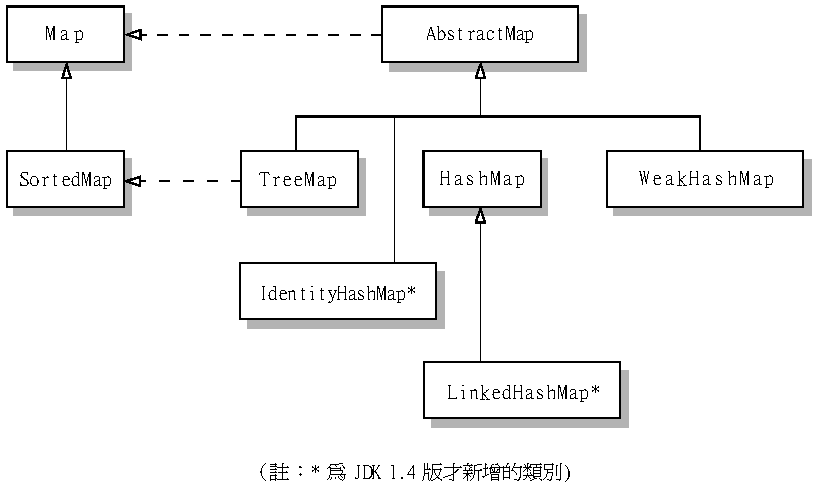 Map
AbstractMap
SortedMap
TreeMap
HashMap
WeakHashMap
IdentityHashMap*
LinkedHashMap*
(註：* 為 JDK 1.4 版才新增的類別)